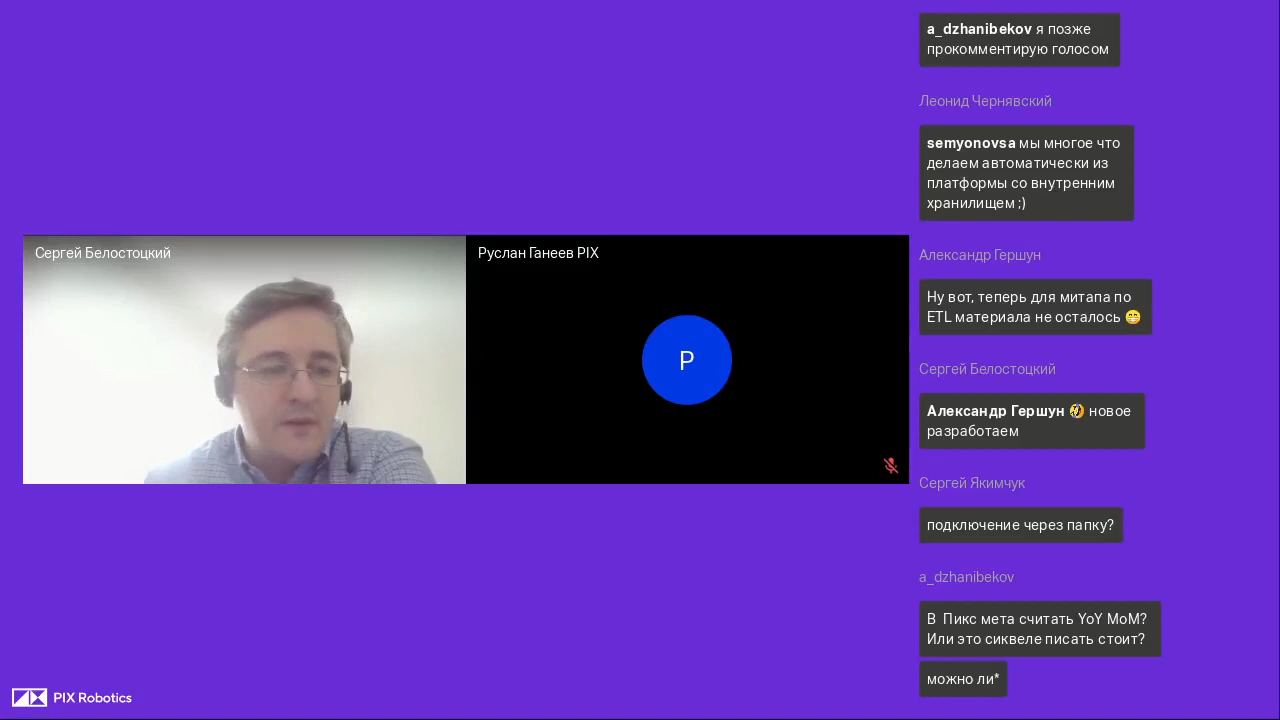 Сергей Белостоцкий
Руслан Ганеев PIX
P
PIX Robotics
a_dzhanibekov я позже
прокомментирую голосом
Леонид Чернявский
semyonovsa мы многое что
делаем автоматически из
платформы со внутренним
хранилищем ;)
Александр Гершун
Ну вот, теперь для митапа по
ETL материала не осталось 😁
Сергей Белостоцкий
Александр Гершун 🤣 новое
разработаем
Сергей Якимчук
подключение через папку?
a_dzhanibekov
В  Пикс мета считать YoY MoM?
Или это сиквеле писать стоит?
можно ли*